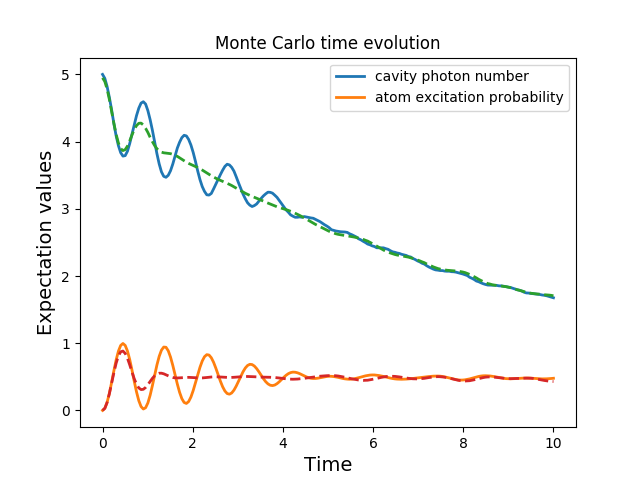 Monte Carlo time evolution
cavity photon number
atom excitation probability
Expectation values
5
4
3
2
1
0
0 2 4 6 8 10
Time